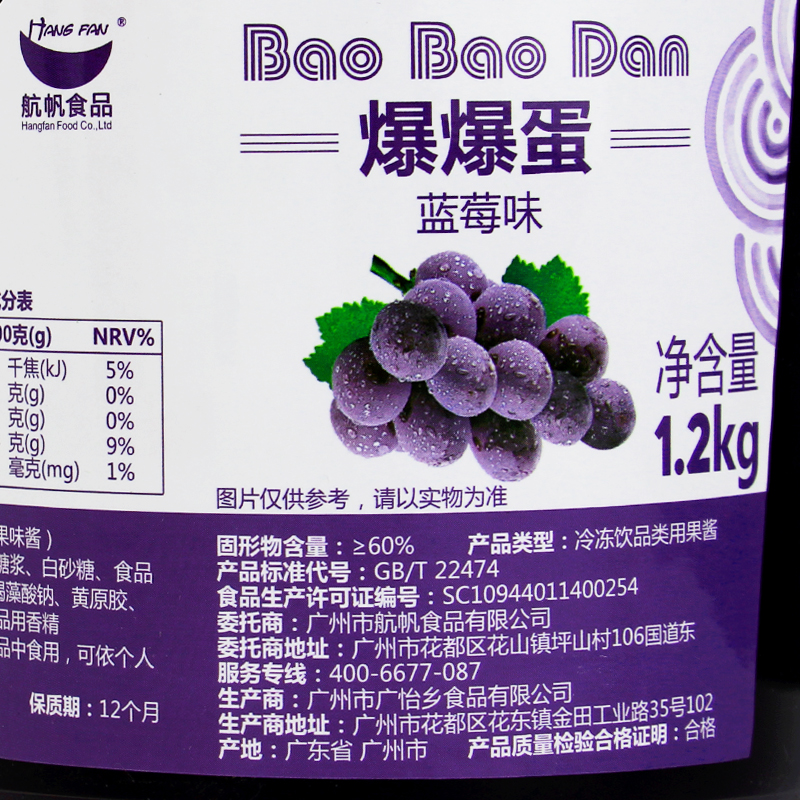 HANG FAN®
航帆食品
Hangfan Food Co.,Ltd
Bao Bao Dan
爆爆蛋
蓝莓味
分表
00克(g) NRV%
千焦(kJ) 5%
克(g) 0%
克(g) 0%
克(g) 9%
毫克(mg) 1%
净含量
1.2kg
图片仅供参考，请以实物为准
果味酱）
糖浆、白砂糖、食品
褐藻酸钠、黄原胶、
品用香精
品中食用，可依个人
保质期：12个月
固形物含量：≥60% 产品类型：冷冻饮品类用果酱
产品标准代号：GB/T 22474
食品生产许可证编号：SC10944011400254
委托商：广州市航帆食品有限公司
委托商地址：广州市花都区花山镇坪山村106国道东
服务专线：400-6677-087
生产商：广州市广怡乡食品有限公司
生产商地址：广州市花都区花东镇金田工业路35号102
产地：广东省 广州市 产品质量检验合格证明：合格